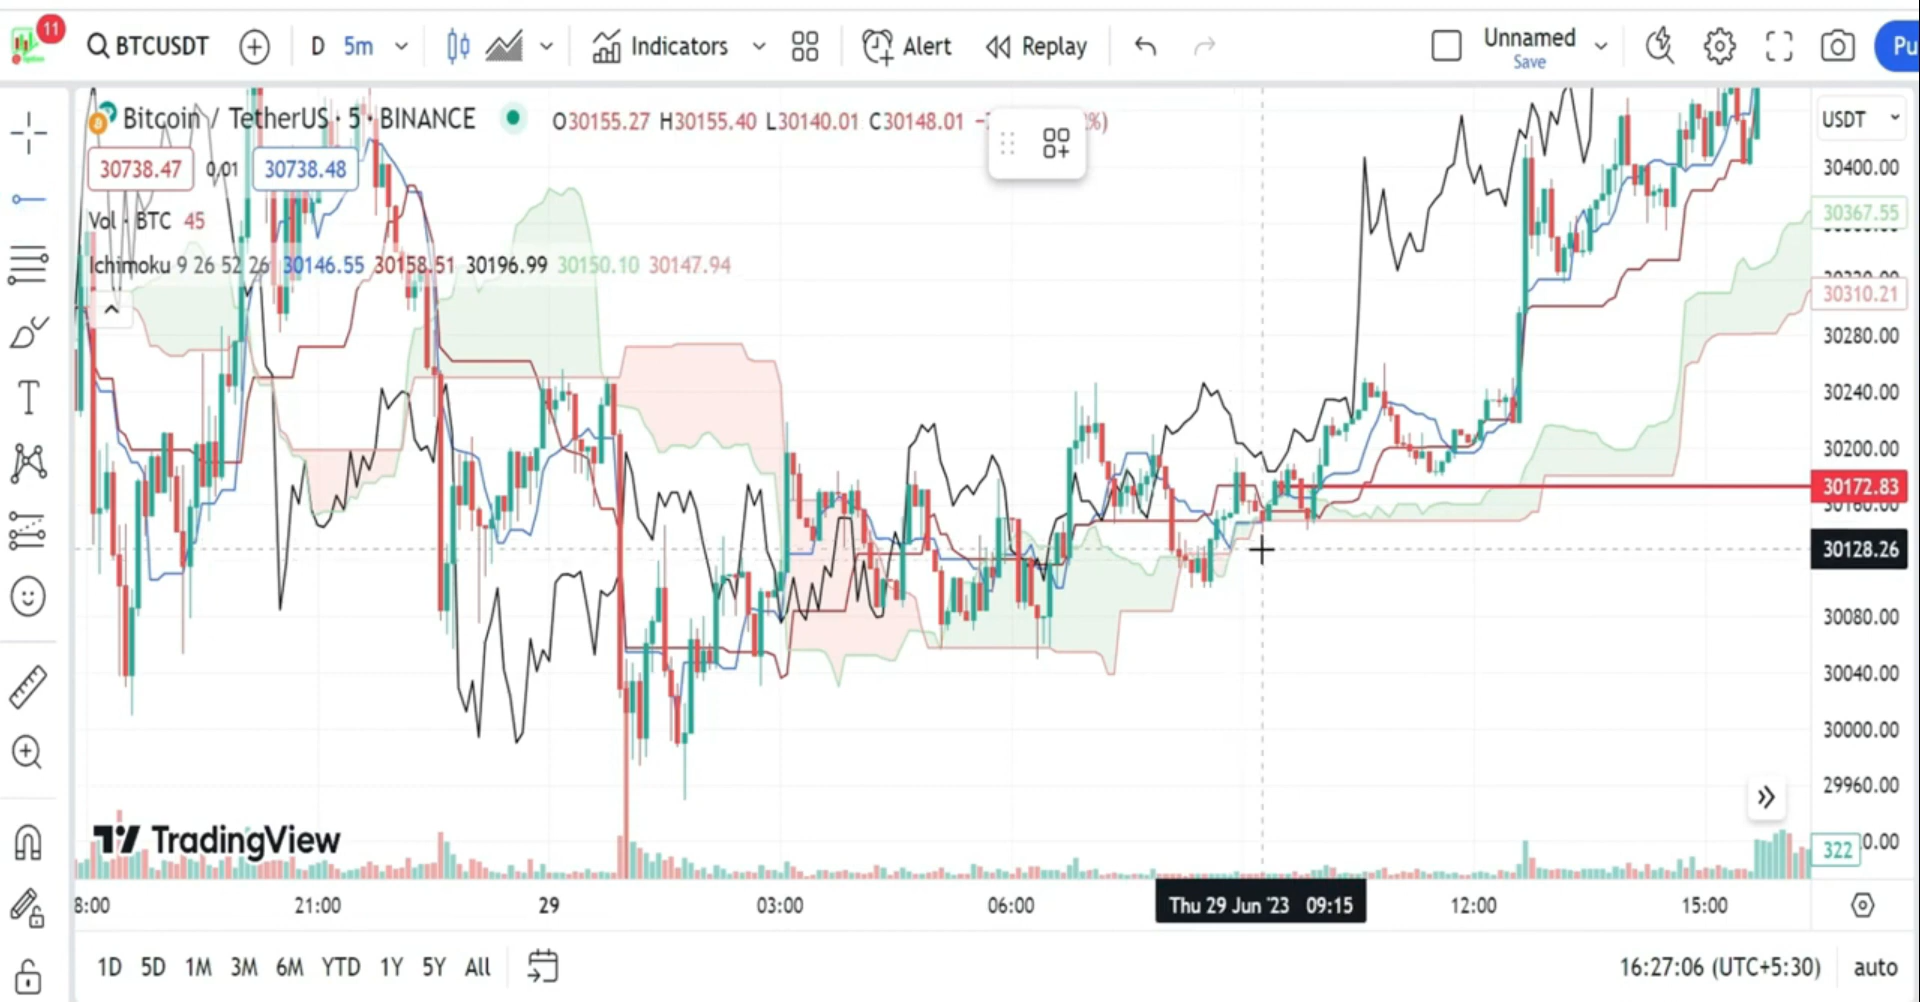 11
BTCUSDT D 5m Indicators Alert Replay Unnamed Pu
Save
Bitcoin / TetherUS · 5 · BINANCE O30155.27 H30155.40 L30140.01 C30148.01 %)
USDT
30738.47 0.01 30738.48
Vol · BTC 45
Ichimoku 9 26 52 26 30146.55 30158.51 30196.99 30150.10 30147.94
30400.00
30367.55
30310.21
30280.00
30240.00
30200.00
30172.83
30128.26
30080.00
30040.00
30000.00
29960.00
322
TradingView
8:00 21:00 29 03:00 06:00 Thu 29 Jun '23 09:15 12:00 15:00
1D 5D 1M 3M 6M YTD 1Y 5Y All 16:27:06 (UTC+5:30) auto